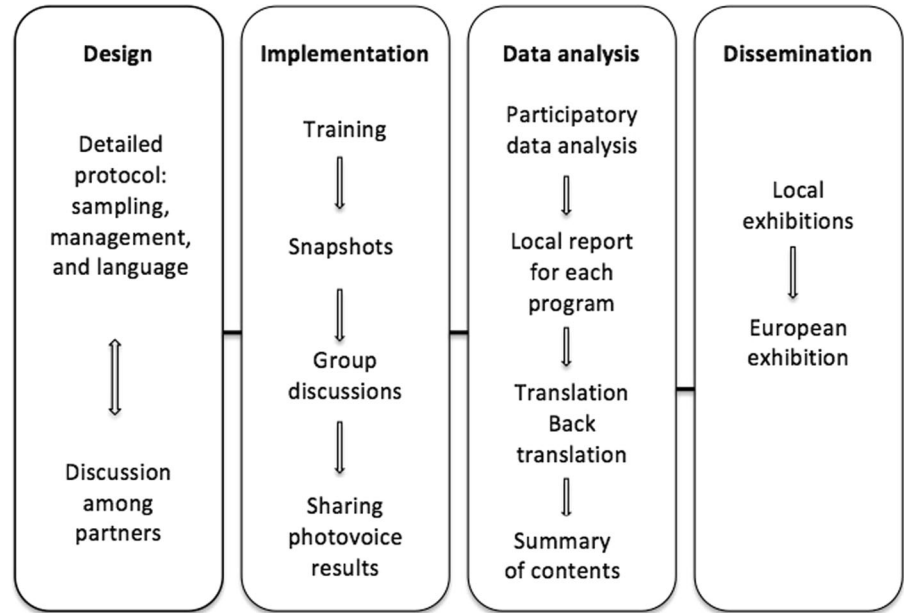 Design
Detailed
protocol:
sampling,
management,
and language
Discussion
among
partners
Implementation
Training
Snapshots
Group
discussions
Sharing
photovoice
results
Data analysis
Participatory
data analysis
Local report
for each
program
Translation
Back
translation
Summary
of contents
Dissemination
Local
exhibitions
European
exhibition